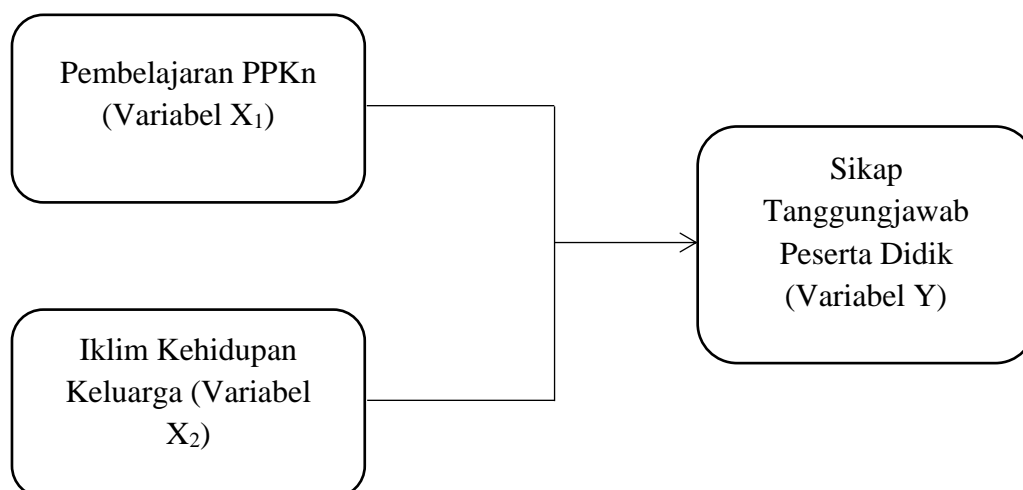 Pembelajaran PPKn
(Variabel X₁)
Sikap
Tanggungjawab
Peserta Didik
(Variabel Y)
Iklim Kehidupan
Keluarga (Variabel
X₂)